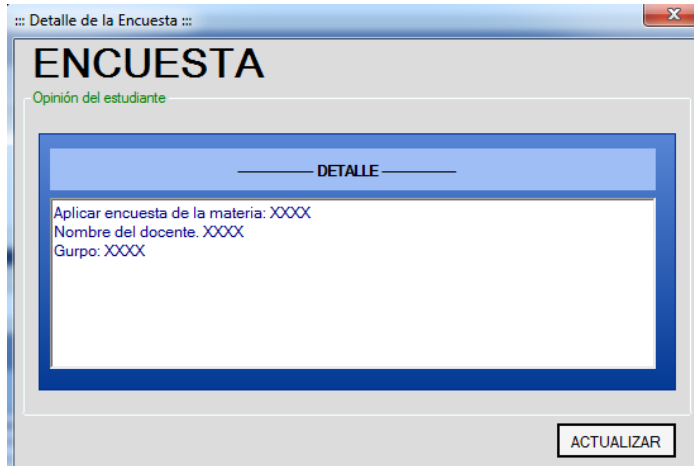 ::: Detalle de la Encuesta :::
ENCUESTA
Opinión del estudiante
DETALLE
Aplicar encuesta de la materia: XXXX
Nombre del docente. XXXX
Gurpo: XXXX
ACTUALIZAR